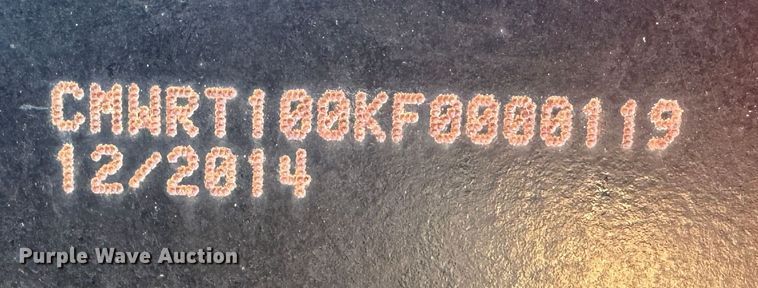 CMWRT100KF0000119
12/2014
Purple Wave Auction